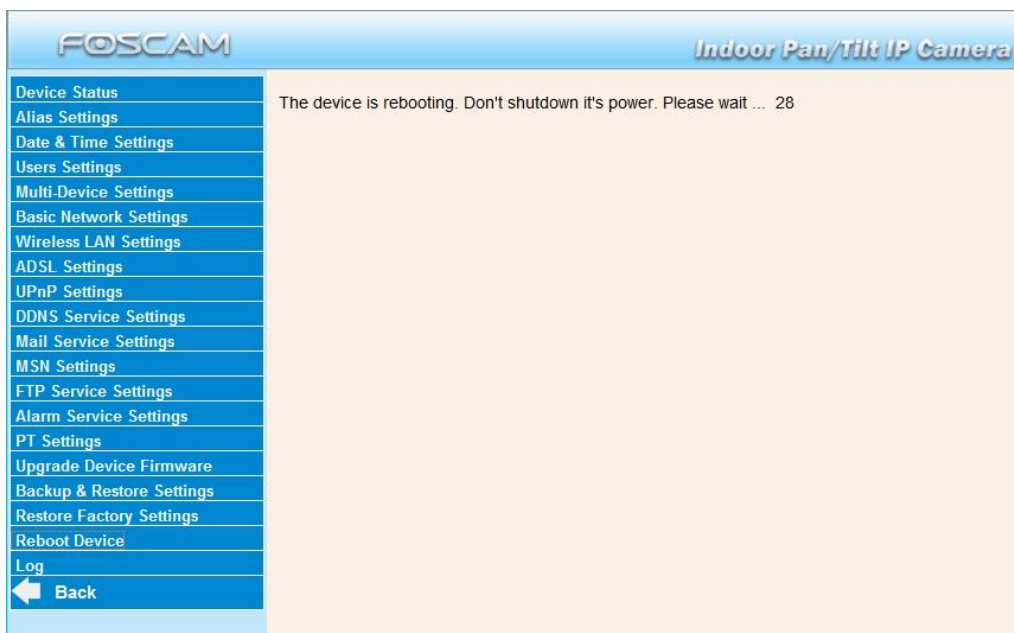 FOSCAM
Indoor Pan/Tilt IP Camera
Device Status
Alias Settings
Date & Time Settings
Users Settings
Multi-Device Settings
Basic Network Settings
Wireless LAN Settings
ADSL Settings
UPnP Settings
DDNS Service Settings
Mail Service Settings
MSN Settings
FTP Service Settings
Alarm Service Settings
PT Settings
Upgrade Device Firmware
Backup & Restore Settings
Restore Factory Settings
Reboot Device
Log
Back
The device is rebooting. Don't shutdown it's power. Please wait ... 28